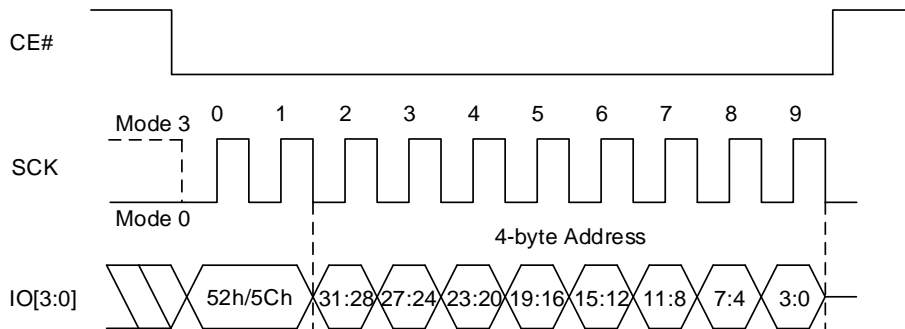 CE#
0 1 2 3 4 5 6 7 8 9
Mode 3
SCK
Mode 0
4-byte Address
IO[3:0]
52h/5Ch 31:28 27:24 23:20 19:16 15:12 11:8 7:4 3:0